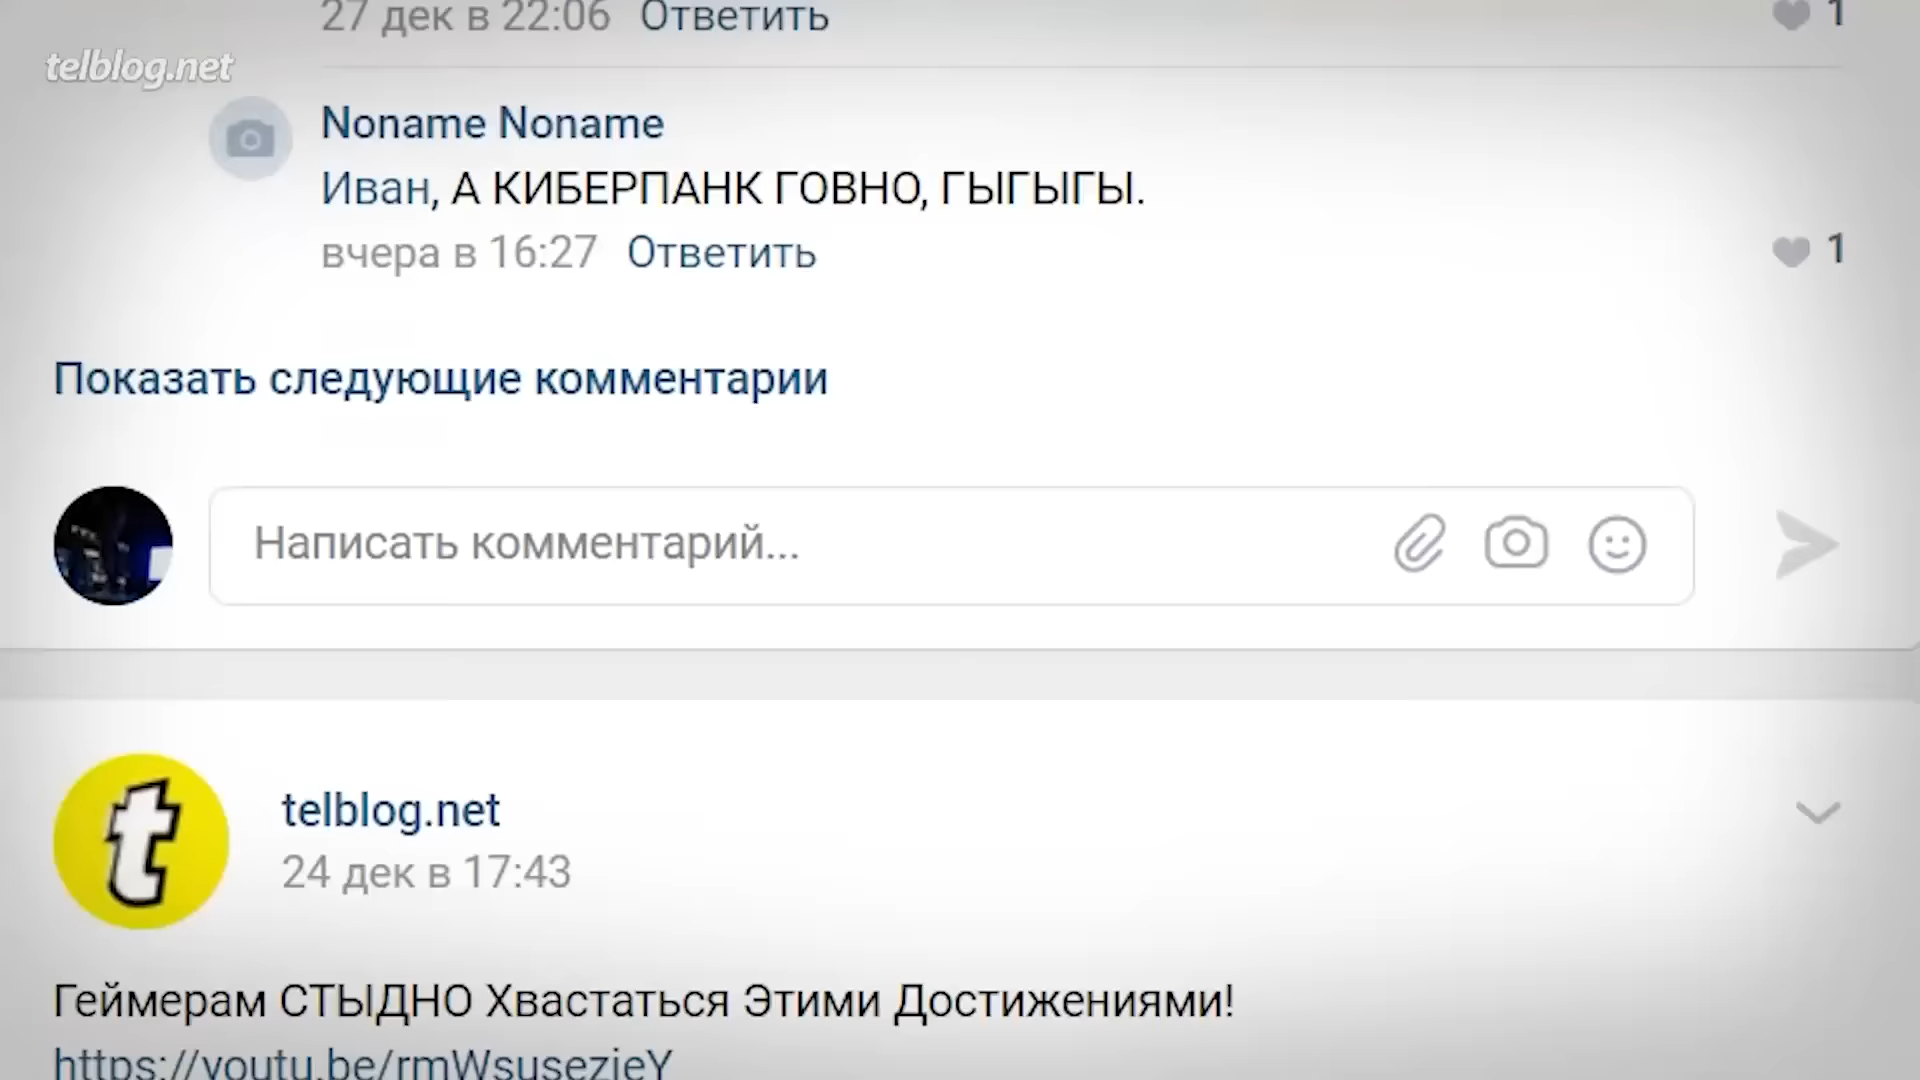 27 дек в 22:06 Ответить 1
telblog.net
Noname Noname
Иван, А КИБЕРПАНК ГОВНО, ГЫГЫГЫ.
вчера в 16:27 Ответить 1
Показать следующие комментарии
Написать комментарий...
t
telblog.net
24 дек в 17:43
Геймерам СТЫДНО Хвастаться Этими Достижениями!
https://youtu.be/rmWsusezieY